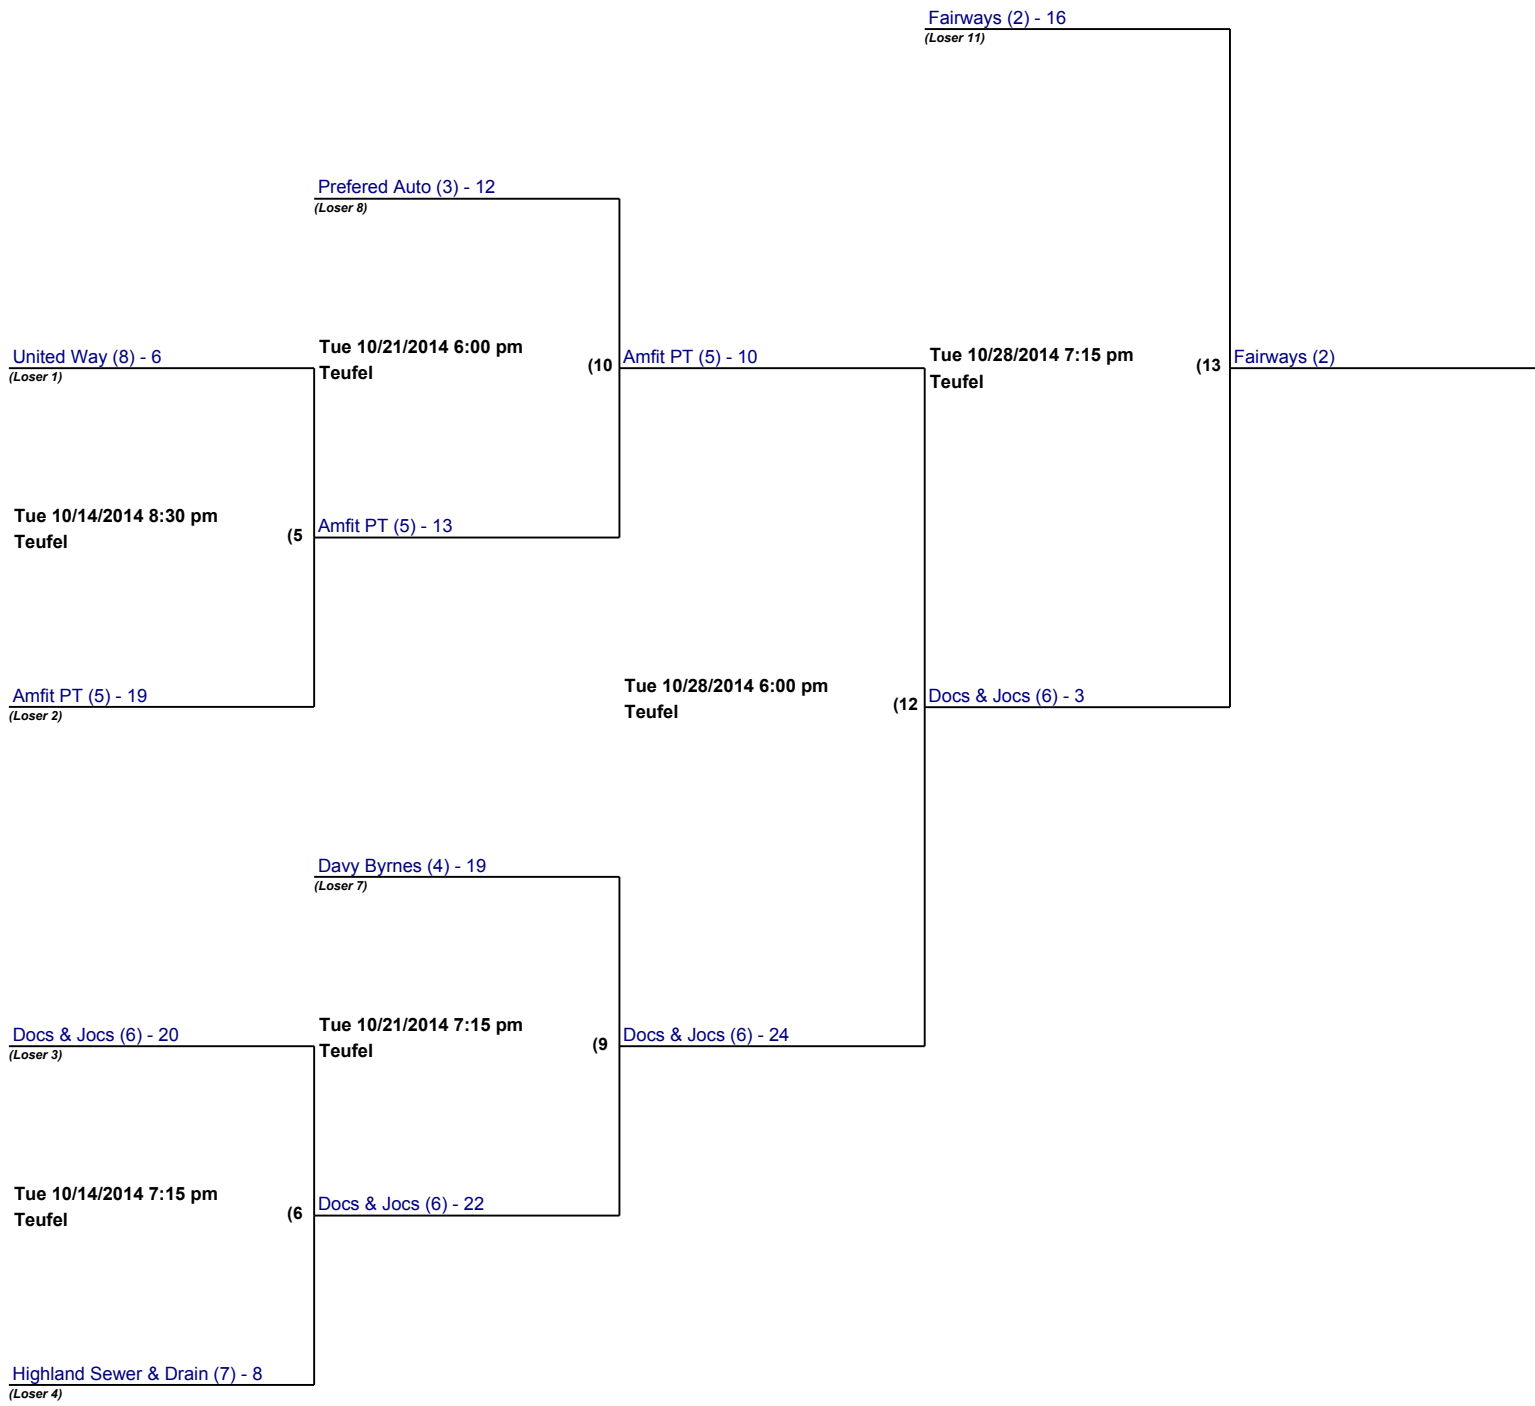 Fairways (2) - 16
(Loser 11)
Prefered Auto (3) - 12
(Loser 8)
United Way (8) - 6
(Loser 1)
Tue 10/21/2014 6:00 pm
Teufel
(10
Amfit PT (5) - 10
Tue 10/28/2014 7:15 pm
Teufel
(13
Fairways (2)
Tue 10/14/2014 8:30 pm
Teufel
(5
Amfit PT (5) - 13
Amfit PT (5) - 19
(Loser 2)
Tue 10/28/2014 6:00 pm
Teufel
(12
Docs & Jocs (6) - 3
Davy Byrnes (4) - 19
(Loser 7)
Docs & Jocs (6) - 20
(Loser 3)
Tue 10/21/2014 7:15 pm
Teufel
(9
Docs & Jocs (6) - 24
Tue 10/14/2014 7:15 pm
Teufel
(6
Docs & Jocs (6) - 22
Highland Sewer & Drain (7) - 8
(Loser 4)